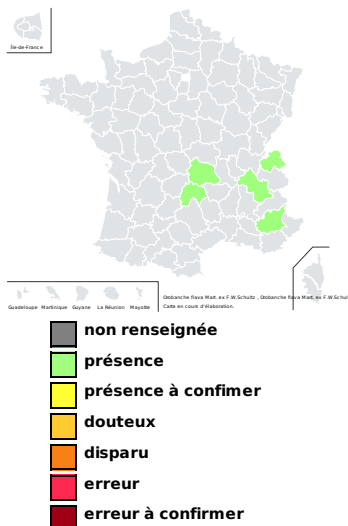 Île-de-France
Guadeloupe Martinique Guyane La Réunion Mayotte
Orobanche flava Mart. ex F.W.Schultz , Orobanche flava Mart. ex F.W.Schul
Carte en cours d'élaboration.
non renseignée
présence
présence à confimer
douteux
disparu
erreur
erreur à confirmer